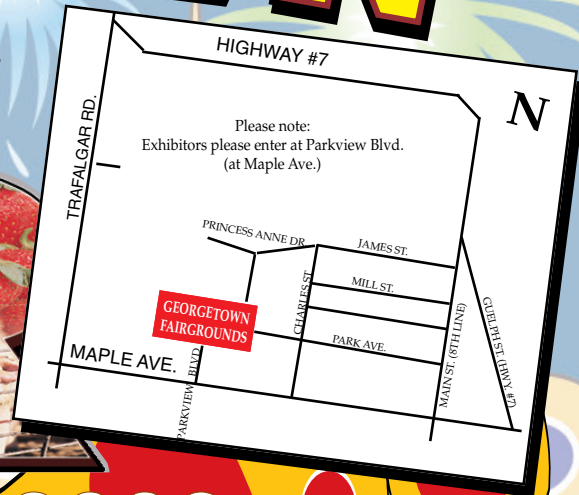 HIGHWAY #7
N
TRAFALGAR RD.
Please note:
Exhibitors please enter at Parkview Blvd.
(at Maple Ave.)
PRINCESS ANNE DR
JAMES ST.
MILL ST.
CHARLES ST
GEORGETOWN
FAIRGROUNDS
PARK AVE.
MAIN ST. (8TH LINE)
GUELPH ST. (HWY. #7)
MAPLE AVE.
PARKVIEW BLVD